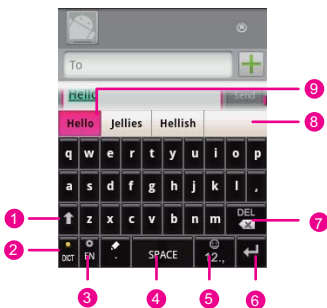 To
Hello Send
9
Hello Jellies Hellish 8
q w e r t y u i o p
a s d f g h j k l ,
1 z x c v b n m DEL 7
2 DICT EN . SPACE 12., 
3 4 5 6